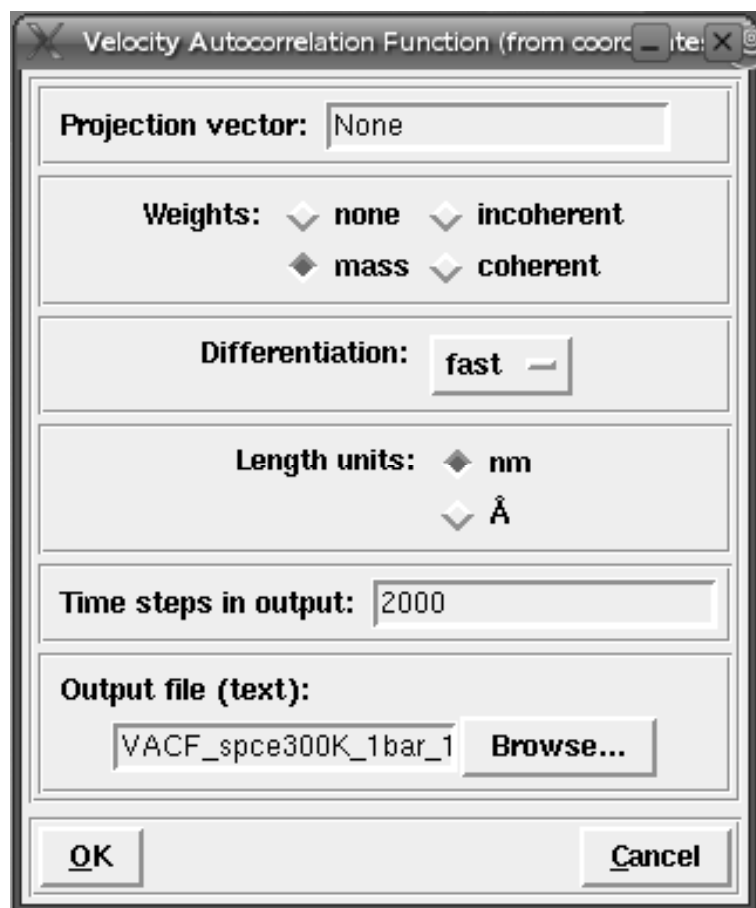 Velocity Autocorrelation Function (from coorc
Projection vector: None
Weights: none incoherent
mass coherent
Differentiation: fast
Length units: nm
Å
Time steps in output: 2000
Output file (text):
VACF_spce300K_1bar_1 Browse...
OK Cancel